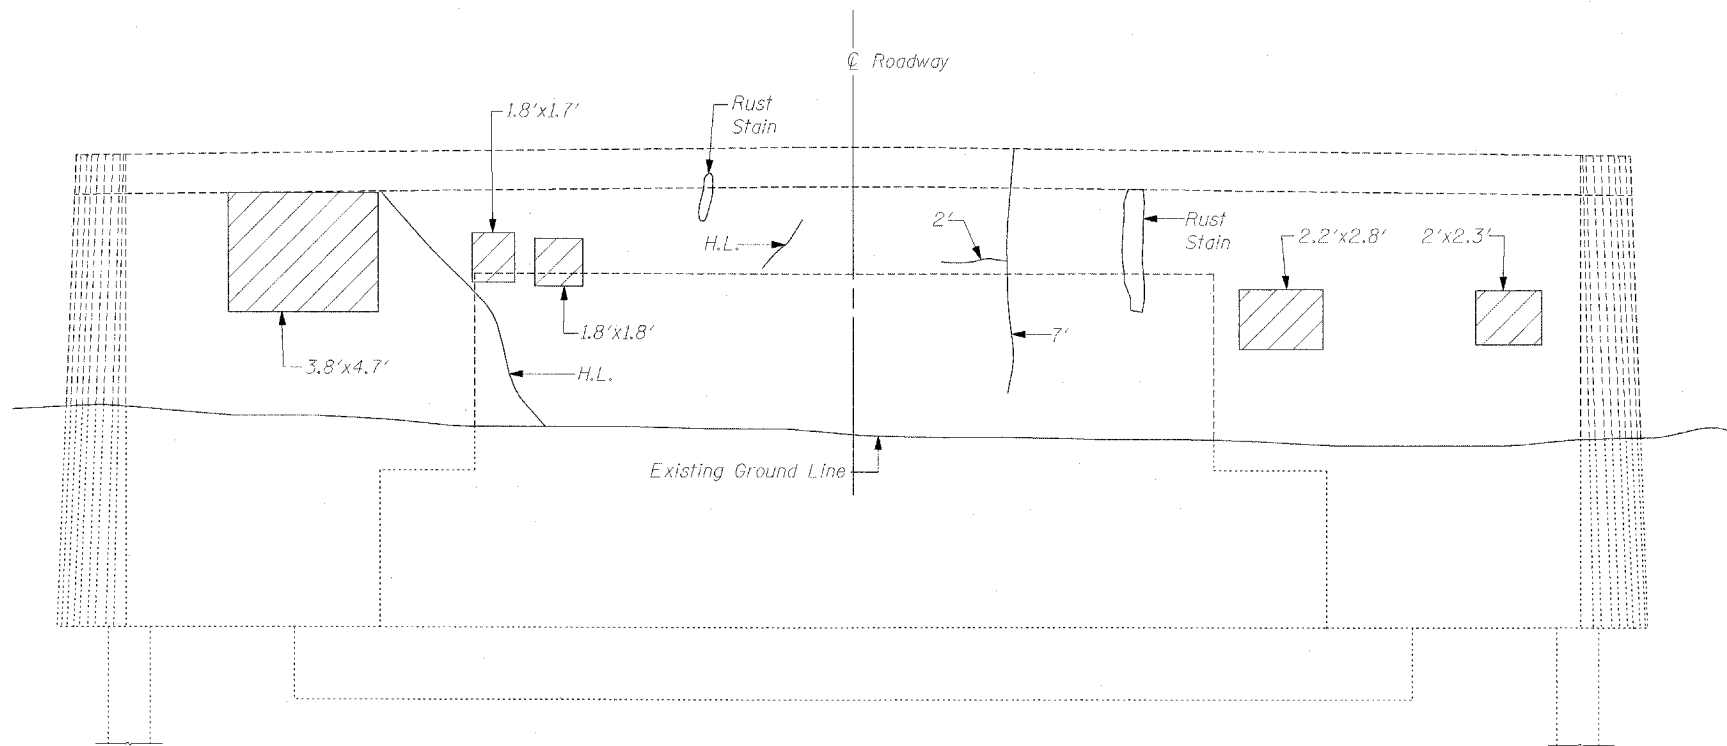 ℄ Roadway
1.8'x1.7'
Rust
Stain
2'
H.L.
Rust
Stain
2.2'x2.8'
2'x2.3'
1.8'x1.8'
7'
3.8'x4.7'
H.L.
Existing Ground Line